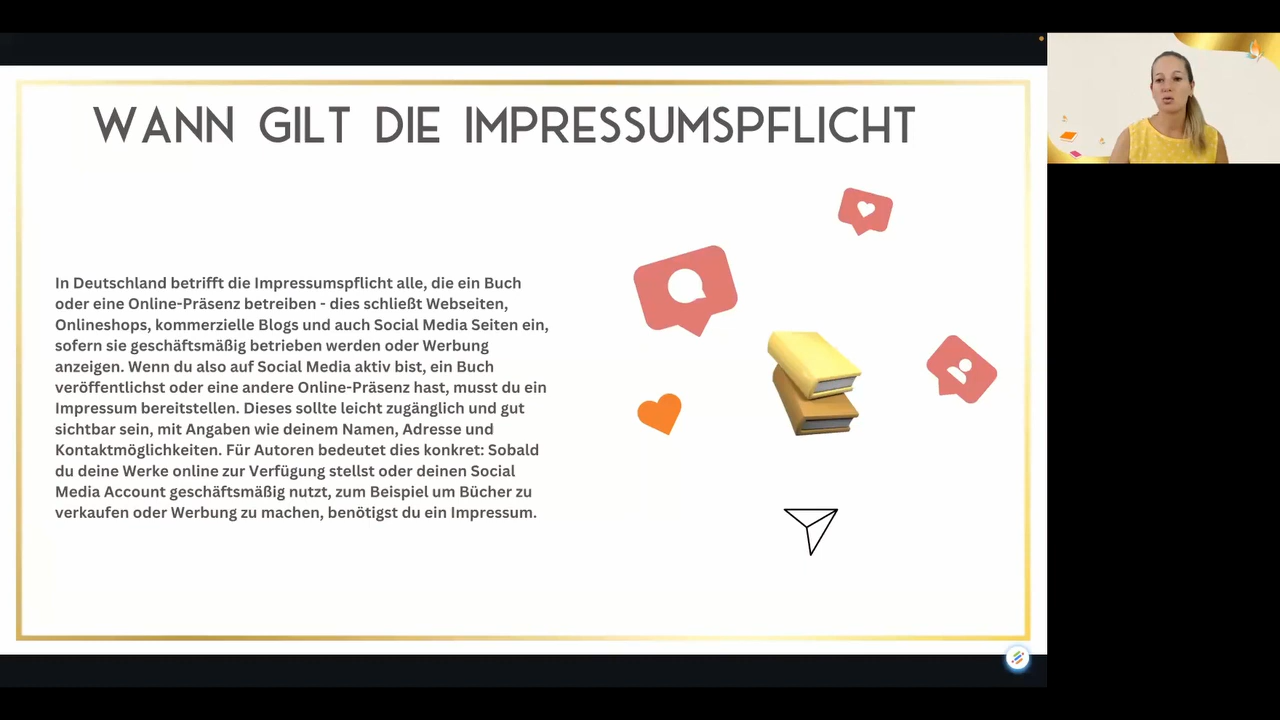 WANN GILT DIE IMPRESSUMSPFLICHT
In Deutschland betrifft die Impressumspflicht alle, die ein Buch
oder eine Online-Präsenz betreiben - dies schließt Webseiten,
Onlineshops, kommerzielle Blogs und auch Social Media Seiten ein,
sofern sie geschäftsmäßig betrieben werden oder Werbung
anzeigen. Wenn du also auf Social Media aktiv bist, ein Buch
veröffentlichst oder eine andere Online-Präsenz hast, musst du ein
Impressum bereitstellen. Dieses sollte leicht zugänglich und gut
sichtbar sein, mit Angaben wie deinem Namen, Adresse und
Kontaktmöglichkeiten. Für Autoren bedeutet dies konkret: Sobald
du deine Werke online zur Verfügung stellst oder deinen Social
Media Account geschäftsmäßig nutzt, zum Beispiel um Bücher zu
verkaufen oder Werbung zu machen, benötigst du ein Impressum.